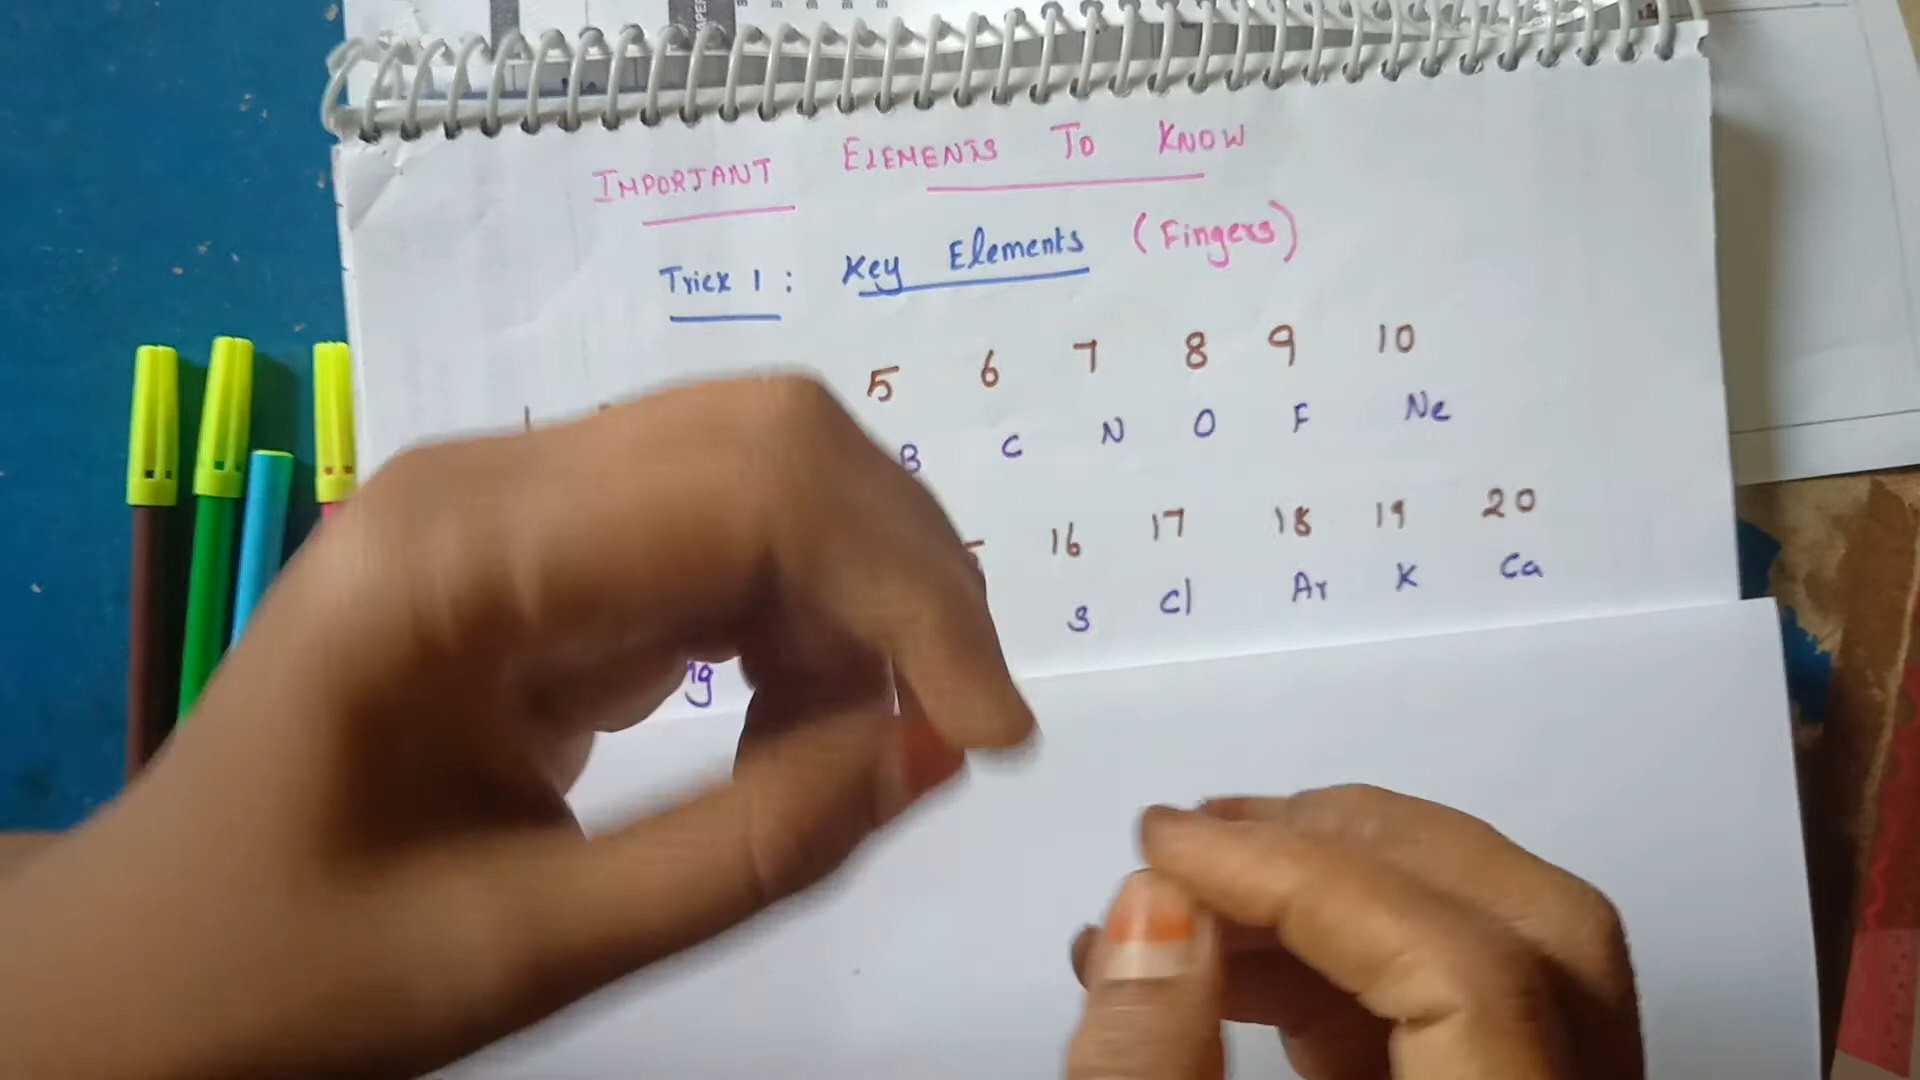 IMPORTANT ELEMENTS TO KNOW
Trick 1 : Key Elements (Fingers)
5 6 7 8 9 10
B C N O F Ne
16 17 18 19 20
S Cl Ar K Ca